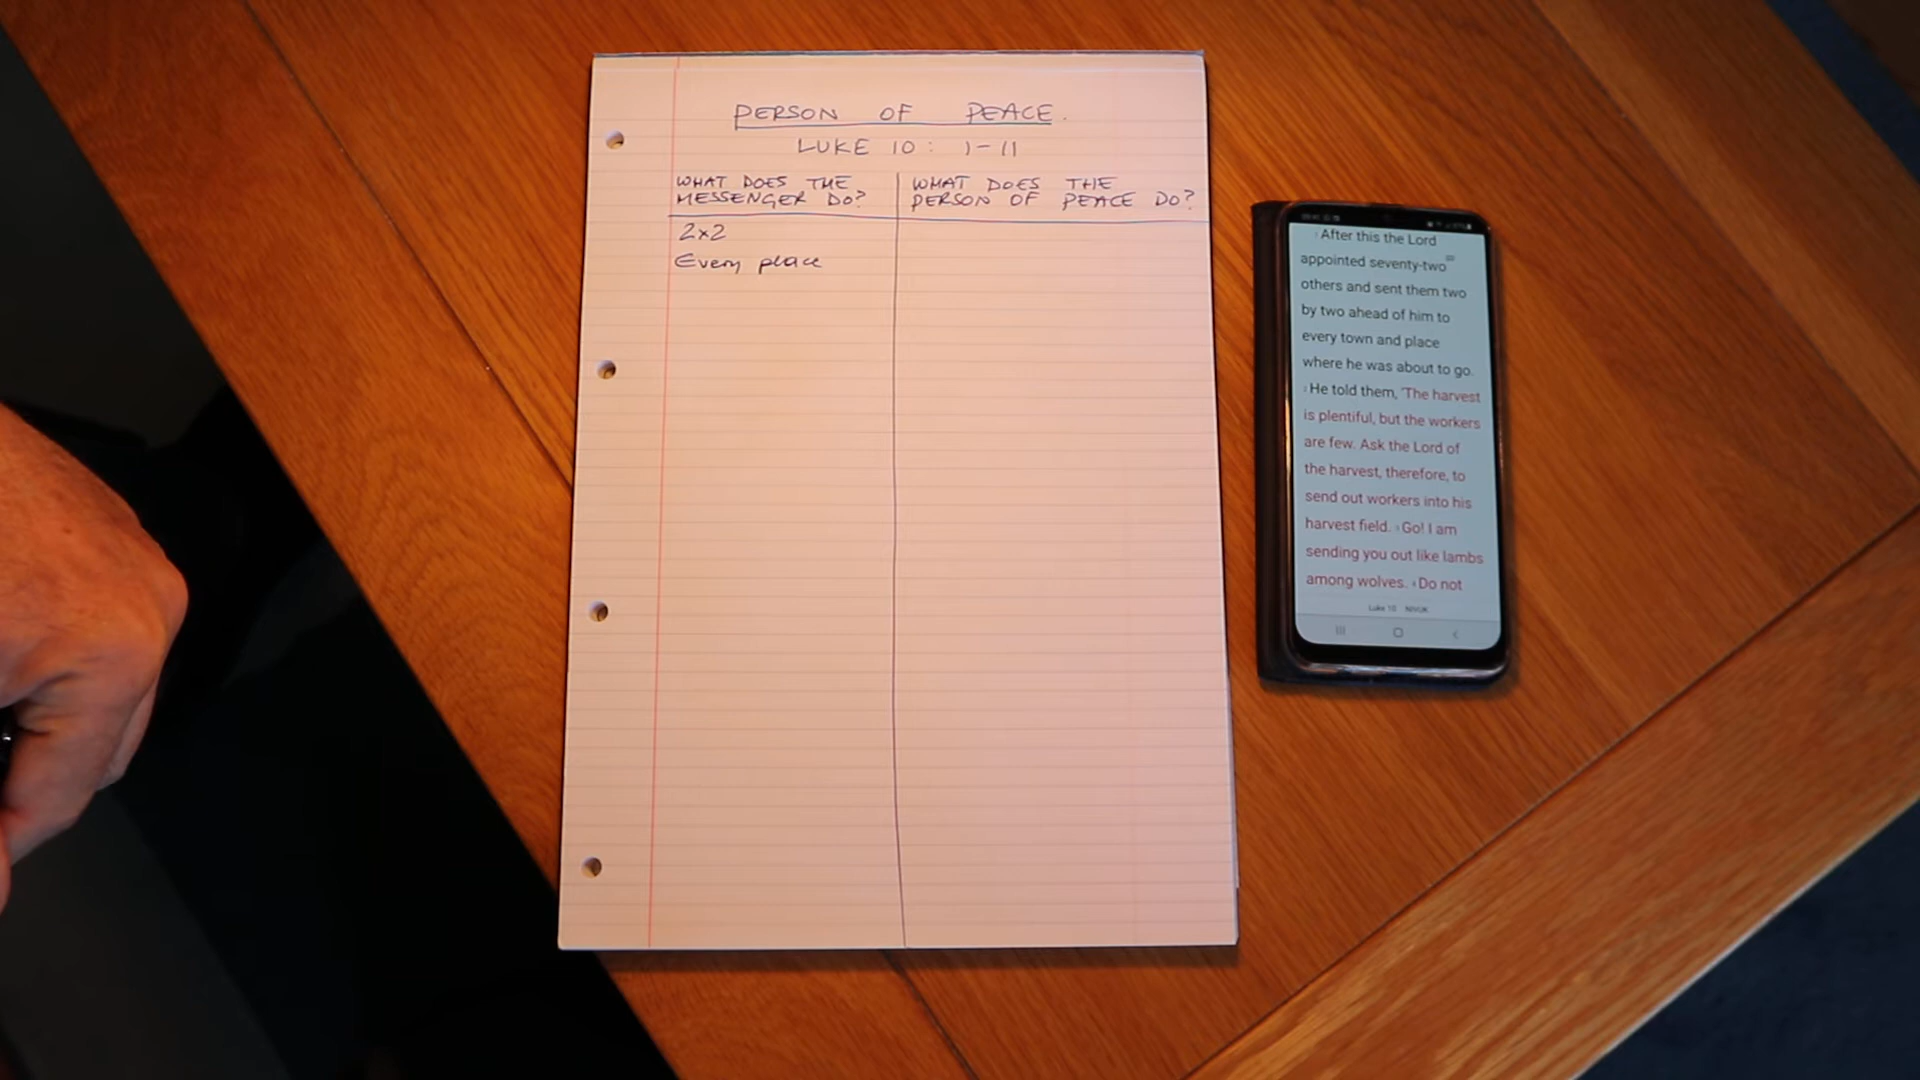 PERSON OF PEACE.
LUKE 10: 1-11
WHAT DOES THE
MESSENGER DO?
WHAT DOES THE
PERSON OF PEACE DO?
2x2
Every place
After this the Lord
appointed seventy-two
others and sent them two
by two ahead of him to
every town and place
where he was about to go.
He told them, 'The harvest
is plentiful, but the workers
are few. Ask the Lord of
the harvest, therefore, to
send out workers into his
harvest field. Go! I am
sending you out like lambs
among wolves. Do not
Luke 10 NIVUK